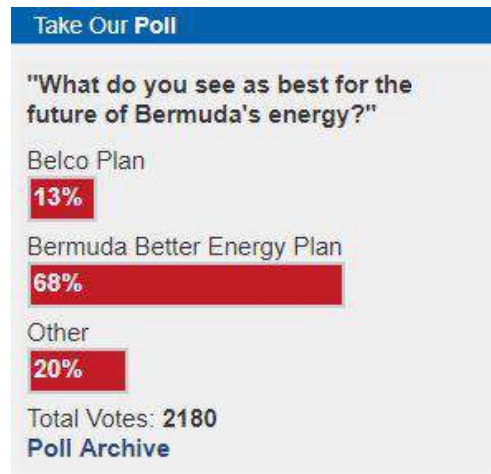 Take Our Poll
"What do you see as best for the
future of Bermuda's energy?"
Belco Plan
13%
Bermuda Better Energy Plan
68%
Other
20%
Total Votes: 2180
Poll Archive